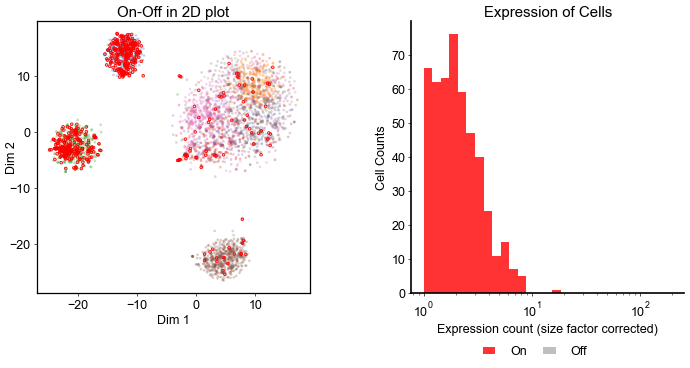 On-Off in 2D plot
Dim 2
10
0
−10
−20
−20
−10
0
10
Dim 1
Expression of Cells
Cell Counts
70
60
50
40
30
20
10
0
10⁰
10¹
10²
Expression count (size factor corrected)
On
Off